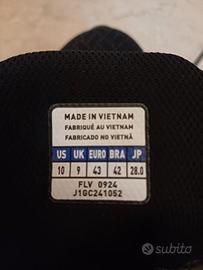 MADE IN VIETNAM
FABRIQUÉ AU VIETNAM
FABRICADO NO VIETNÃ
US UK EURO BRA JP
10 9 43 42 28.0
FLV 0924
J1GC241052
subito